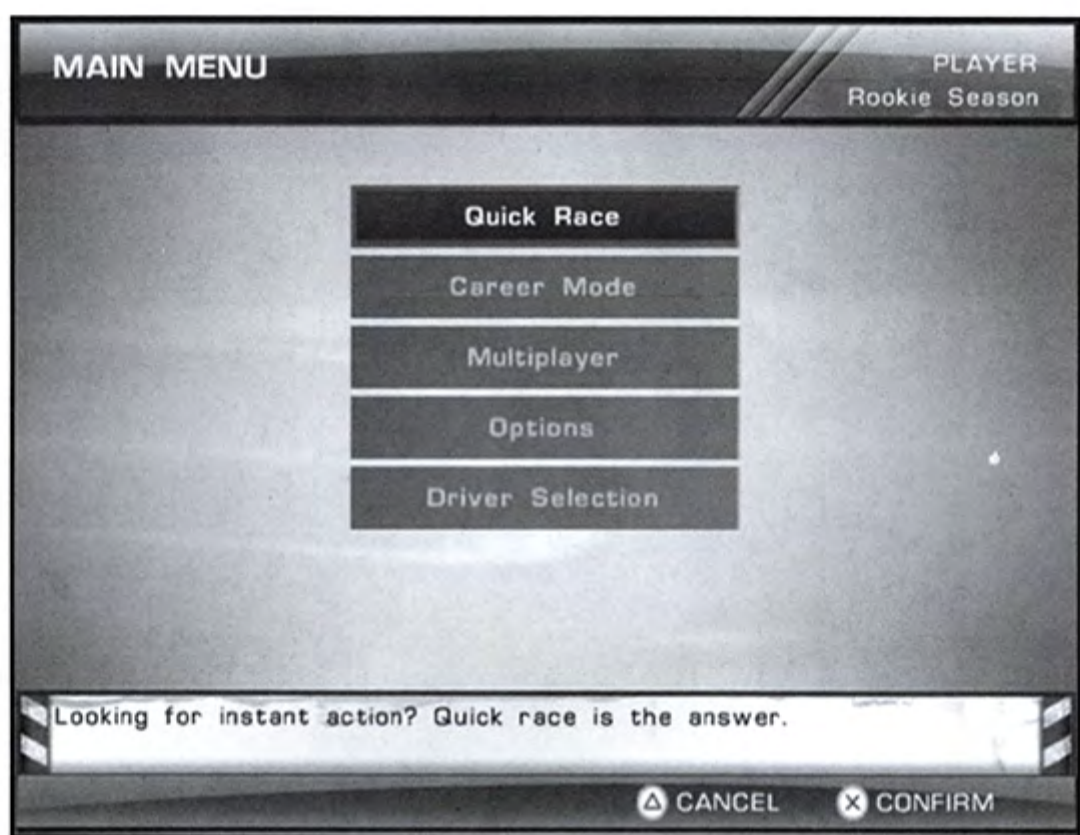 MAIN MENU
PLAYER
Rookie Season
Quick Race
Career Mode
Multiplayer
Options
Driver Selection
Looking for instant action? Quick race is the answer.
CANCEL
CONFIRM